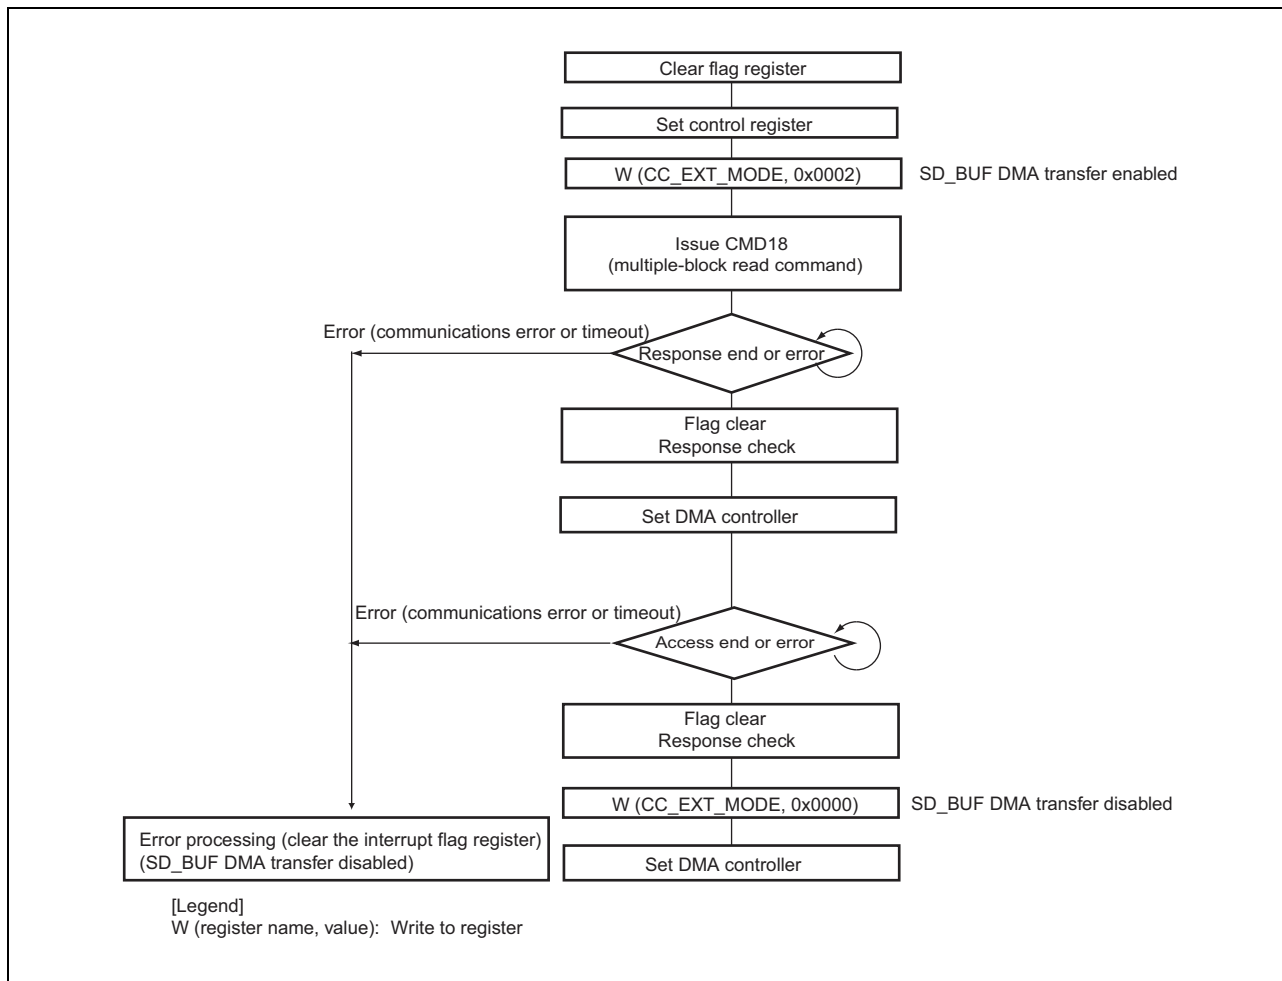 Clear flag register
Set control register
W (CC_EXT_MODE, 0x0002)
SD_BUF DMA transfer enabled
Issue CMD18
(multiple-block read command)
Error (communications error or timeout)
Response end or error
Flag clear
Response check
Set DMA controller
Error (communications error or timeout)
Access end or error
Flag clear
Response check
W (CC_EXT_MODE, 0x0000)
SD_BUF DMA transfer disabled
Error processing (clear the interrupt flag register)
(SD_BUF DMA transfer disabled)
Set DMA controller
[Legend]
W (register name, value): Write to register